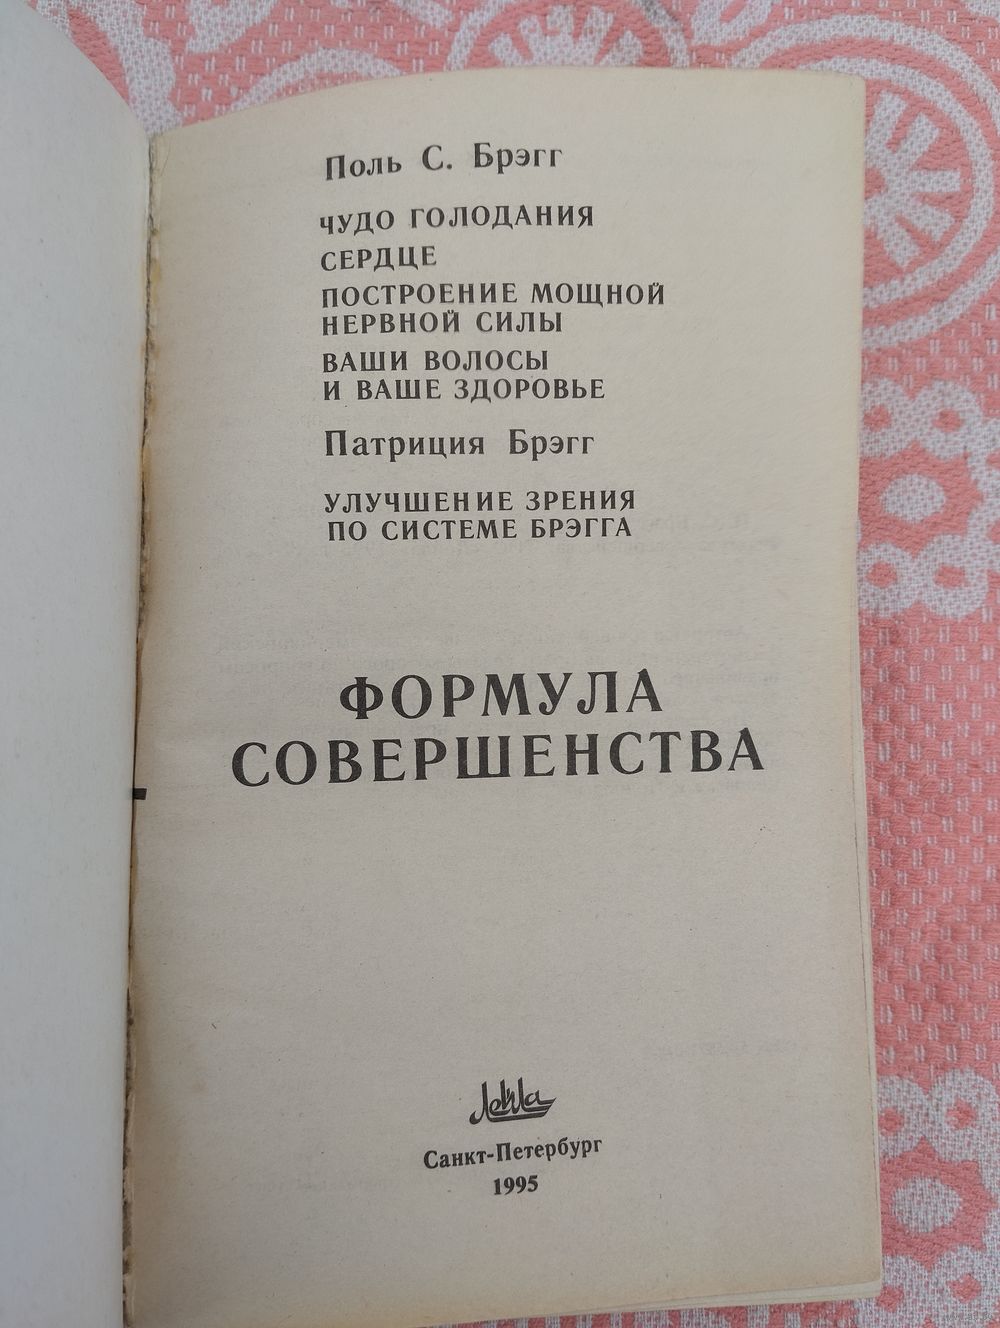 Поль С. Брэгг
ЧУДО ГОЛОДАНИЯ
СЕРДЦЕ
ПОСТРОЕНИЕ МОЩНОЙ
НЕРВНОЙ СИЛЫ
ВАШИ ВОЛОСЫ
И ВАШЕ ЗДОРОВЬЕ
Патриция Брэгг
УЛУЧШЕНИЕ ЗРЕНИЯ
ПО СИСТЕМЕ БРЭГГА
ФОРМУЛА
СОВЕРШЕНСТВА
Лейла
Санкт-Петербург
1995